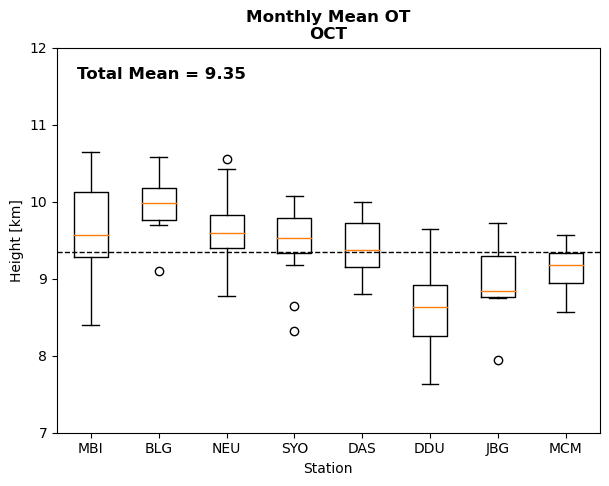 Monthly Mean OT
OCT
Total Mean = 9.35
Height [km]
12
11
10
9
8
7
MBI BLG NEU SYO DAS DDU JBG MCM
Station